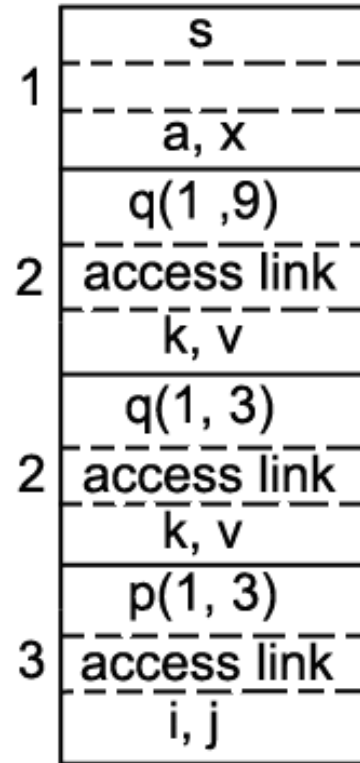 s
1
a, x
q(1 ,9)
2 access link
k, v
q(1, 3)
2 access link
k, v
p(1, 3)
3 access link
i, j